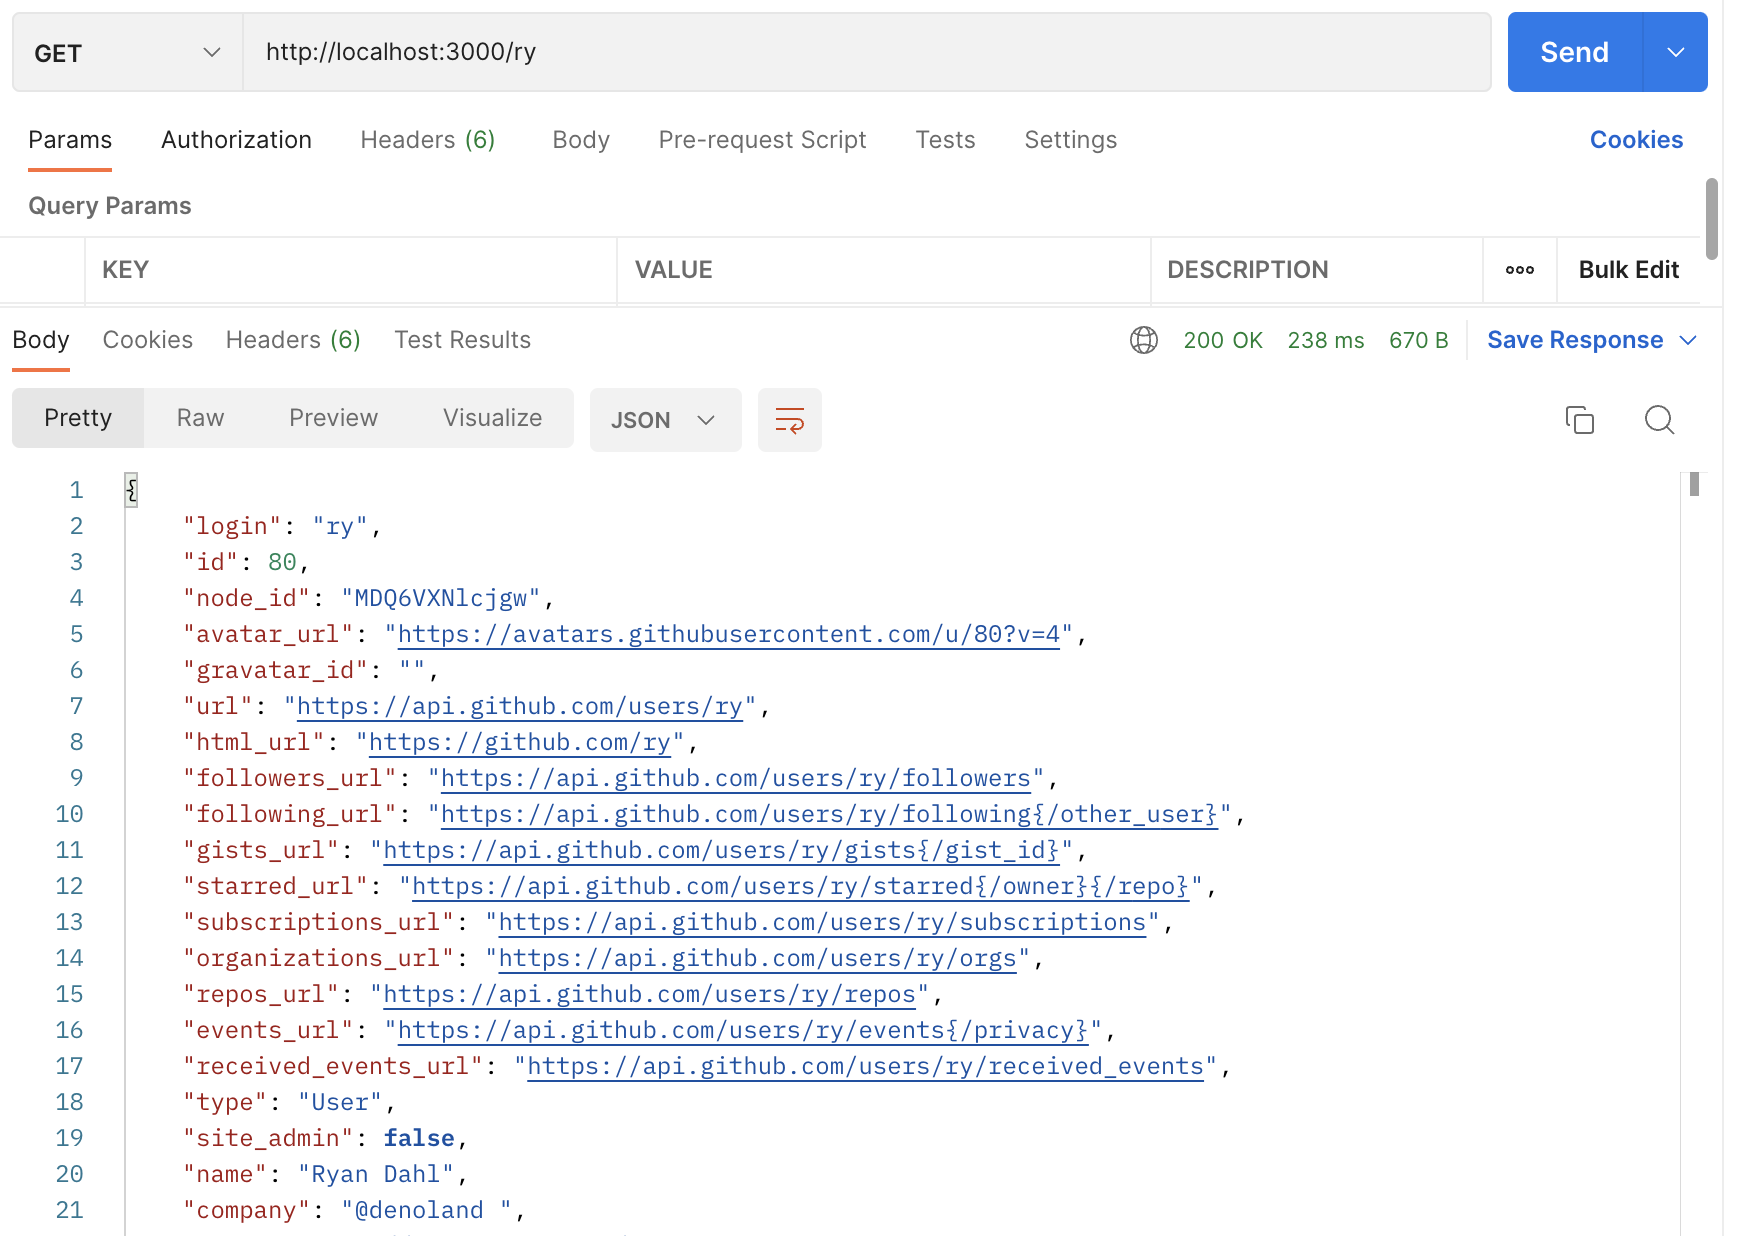 GET http://localhost:3000/ry Send
Params Authorization Headers (6) Body Pre-request Script Tests Settings Cookies
Query Params
KEY VALUE DESCRIPTION ooo Bulk Edit
Body Cookies Headers (6) Test Results 200 OK 238 ms 670 B Save Response
Pretty Raw Preview Visualize JSON
1 {
2 "login": "ry",
3 "id": 80,
4 "node_id": "MDQ6VXNlcjgw",
5 "avatar_url": "https://avatars.githubusercontent.com/u/80?v=4",
6 "gravatar_id": "",
7 "url": "https://api.github.com/users/ry",
8 "html_url": "https://github.com/ry",
9 "followers_url": "https://api.github.com/users/ry/followers",
10 "following_url": "https://api.github.com/users/ry/following{/other_user}",
11 "gists_url": "https://api.github.com/users/ry/gists{/gist_id}",
12 "starred_url": "https://api.github.com/users/ry/starred{/owner}{/repo}",
13 "subscriptions_url": "https://api.github.com/users/ry/subscriptions",
14 "organizations_url": "https://api.github.com/users/ry/orgs",
15 "repos_url": "https://api.github.com/users/ry/repos",
16 "events_url": "https://api.github.com/users/ry/events{/privacy}",
17 "received_events_url": "https://api.github.com/users/ry/received_events",
18 "type": "User",
19 "site_admin": false,
20 "name": "Ryan Dahl",
21 "company": "@denoland ",